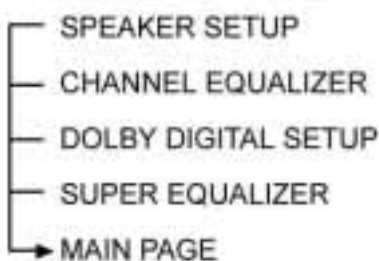 SPEAKER SETUP
CHANNEL EQUALIZER
DOLBY DIGITAL SETUP
SUPER EQUALIZER
MAIN PAGE